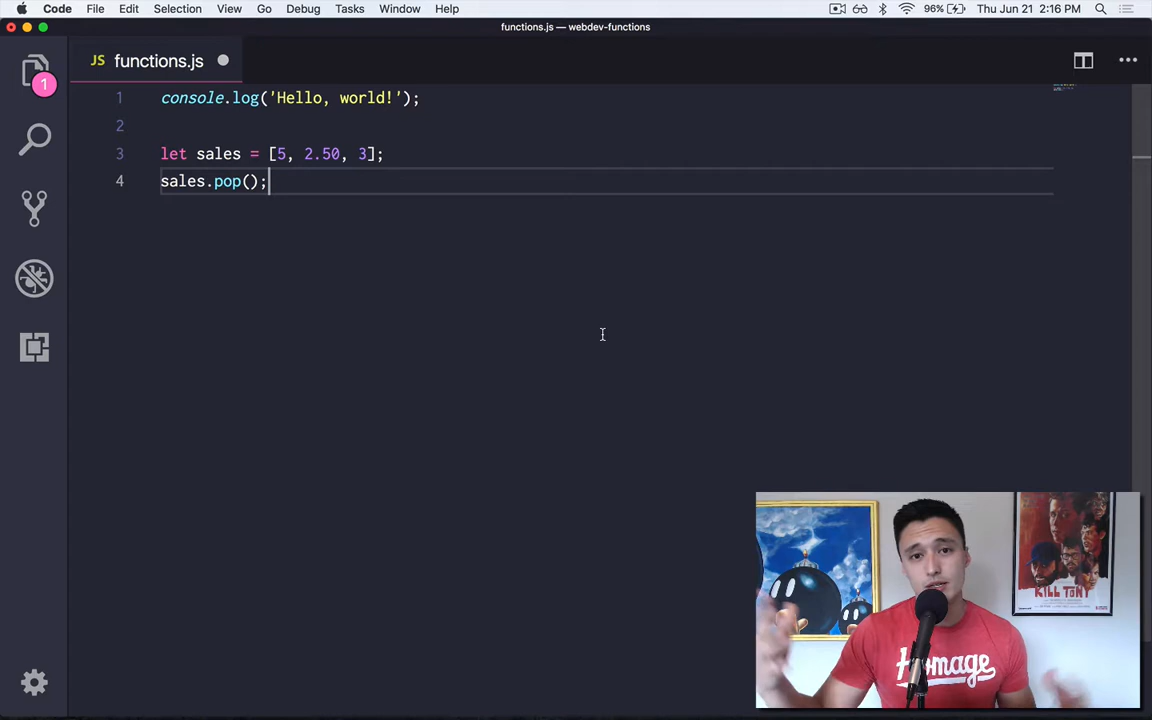 Code File Edit Selection View Go Debug Tasks Window Help 96% Thu Jun 21 2:16 PM
functions.js — webdev-functions
JS functions.js
1
1 console.log('Hello, world!');
2
3 let sales = [5, 2.50, 3];
4 sales.pop();
KILL TONY
Homage